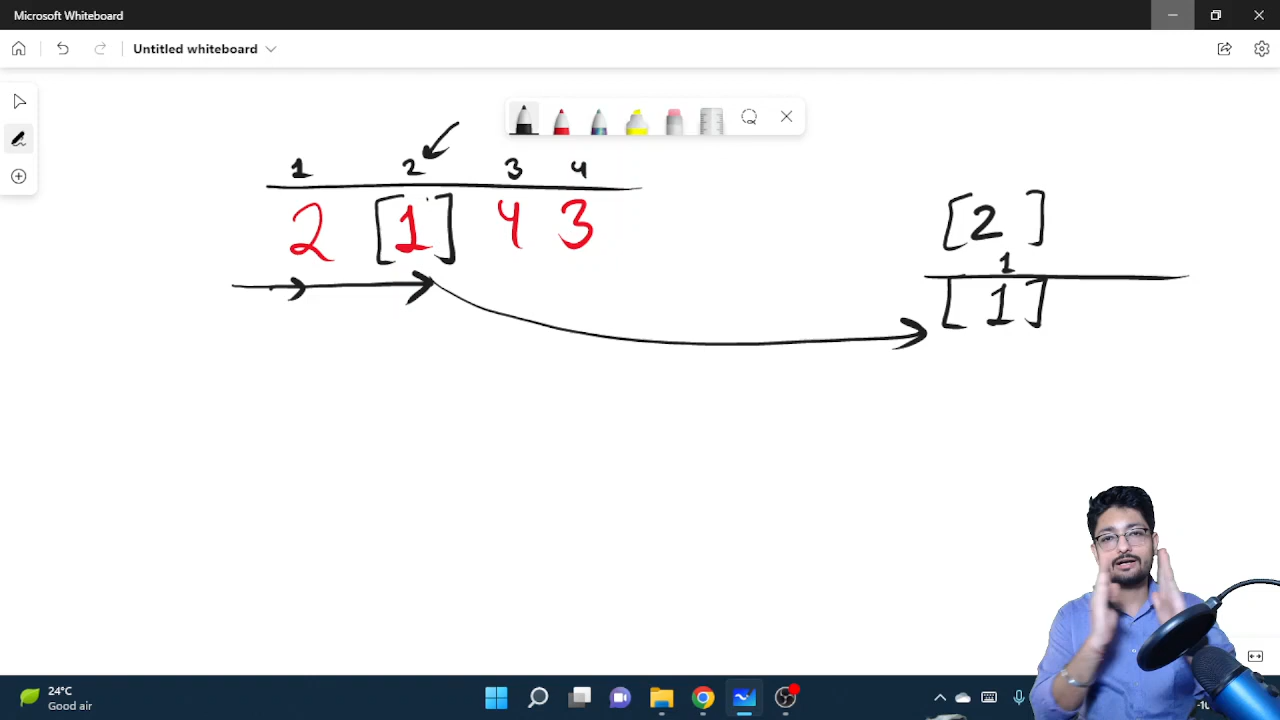 Microsoft Whiteboard
Untitled whiteboard
1 2 3 4
2 [1] 4 3
[2]
1
[1]
24°C
Good air